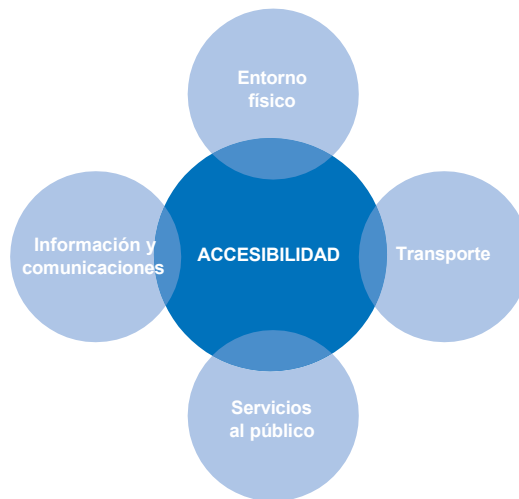 Entorno
físico
Información y
comunicaciones
ACCESIBILIDAD
Transporte
Servicios
al público